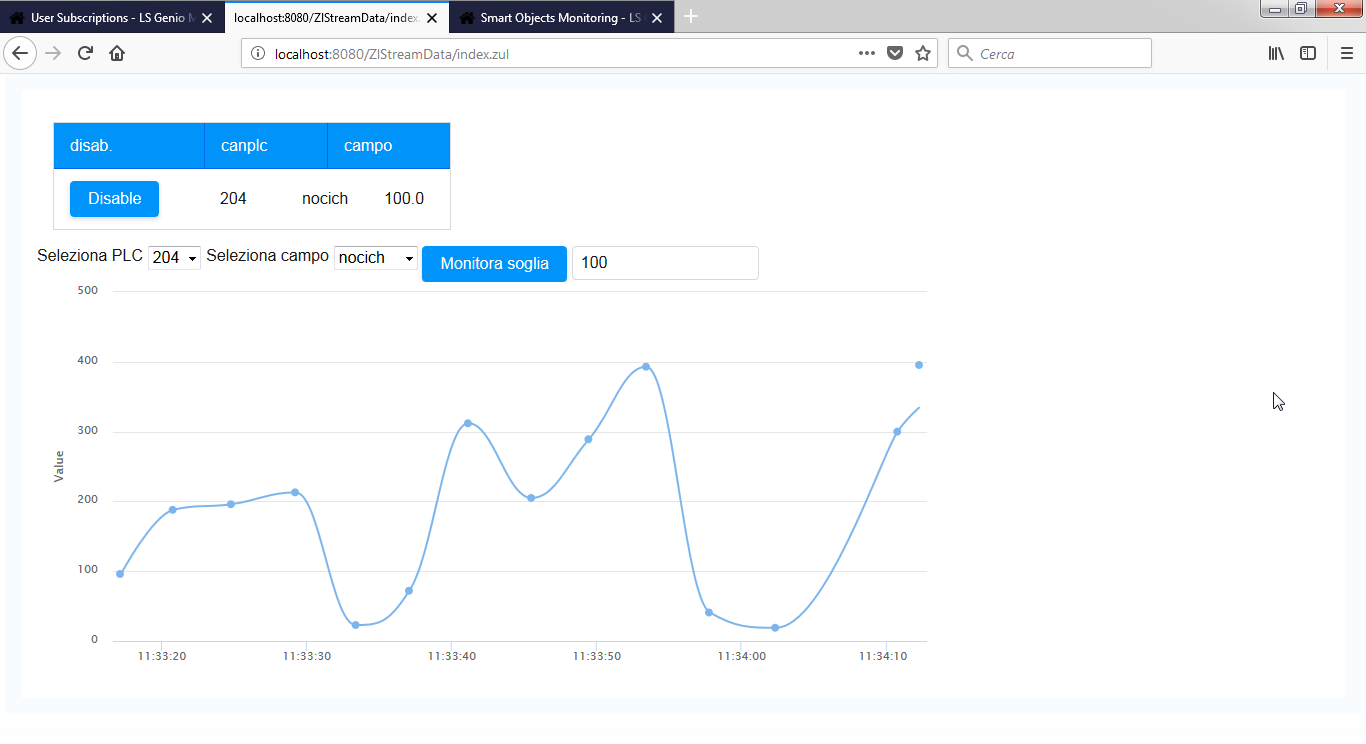 User Subscriptions - LS Genio M
localhost:8080/ZIStreamData/index.
Smart Objects Monitoring - LS G
localhost:8080/ZIStreamData/index.zul
Cerca
disab. canplc campo
Disable 204 nocich 100.0
Seleziona PLC 204 Seleziona campo nocich Monitora soglia 100
500
400
300
200
100
0
Value
11:33:20 11:33:30 11:33:40 11:33:50 11:34:00 11:34:10